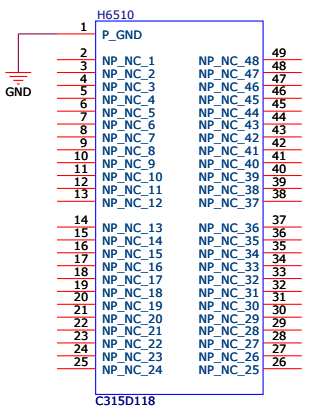 H6510
1 P_GND
GND
2 NP_NC_1 NP_NC_48 49
3 NP_NC_2 NP_NC_47 48
4 NP_NC_3 NP_NC_46 47
5 NP_NC_4 NP_NC_45 46
6 NP_NC_5 NP_NC_44 45
7 NP_NC_6 NP_NC_43 44
8 NP_NC_7 NP_NC_42 43
9 NP_NC_8 NP_NC_41 42
10 NP_NC_9 NP_NC_40 41
11 NP_NC_10 NP_NC_39 40
12 NP_NC_11 NP_NC_38 39
13 NP_NC_12 NP_NC_37 38
14 NP_NC_13 NP_NC_36 37
15 NP_NC_14 NP_NC_35 36
16 NP_NC_15 NP_NC_34 35
17 NP_NC_16 NP_NC_33 34
18 NP_NC_17 NP_NC_32 33
19 NP_NC_18 NP_NC_31 32
20 NP_NC_19 NP_NC_30 31
21 NP_NC_20 NP_NC_29 30
22 NP_NC_21 NP_NC_28 29
23 NP_NC_22 NP_NC_27 28
24 NP_NC_23 NP_NC_26 27
25 NP_NC_24 NP_NC_25 26
C315D118